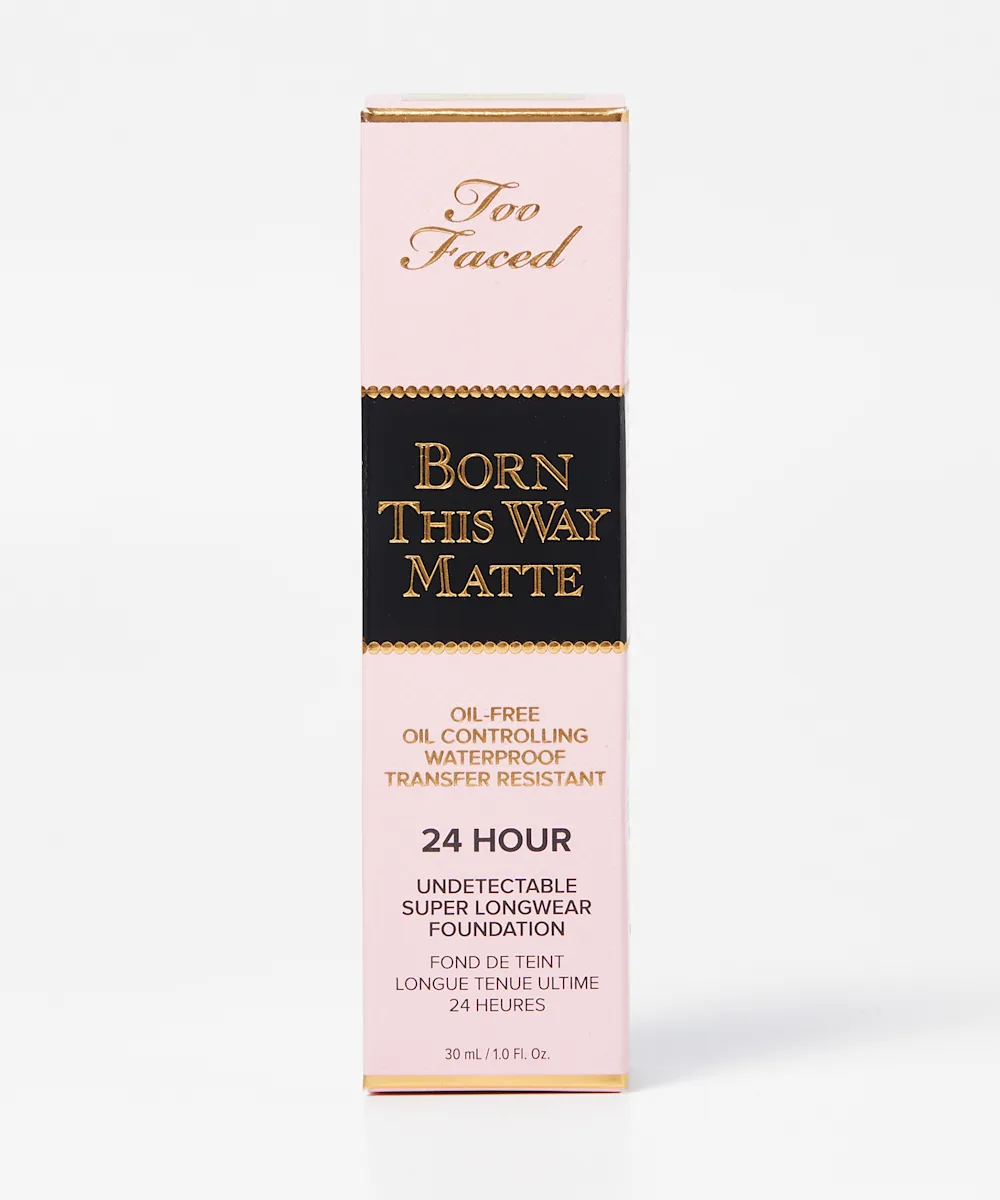 Too
Faced
BORN
THIS WAY
MATTE
OIL-FREE
OIL CONTROLLING
WATERPROOF
TRANSFER RESISTANT
24 HOUR
UNDETECTABLE
SUPER LONGWEAR
FOUNDATION
FOND DE TEINT
LONGUE TENUE ULTIME
24 HEURES
30 mL / 1.0 Fl. Oz.